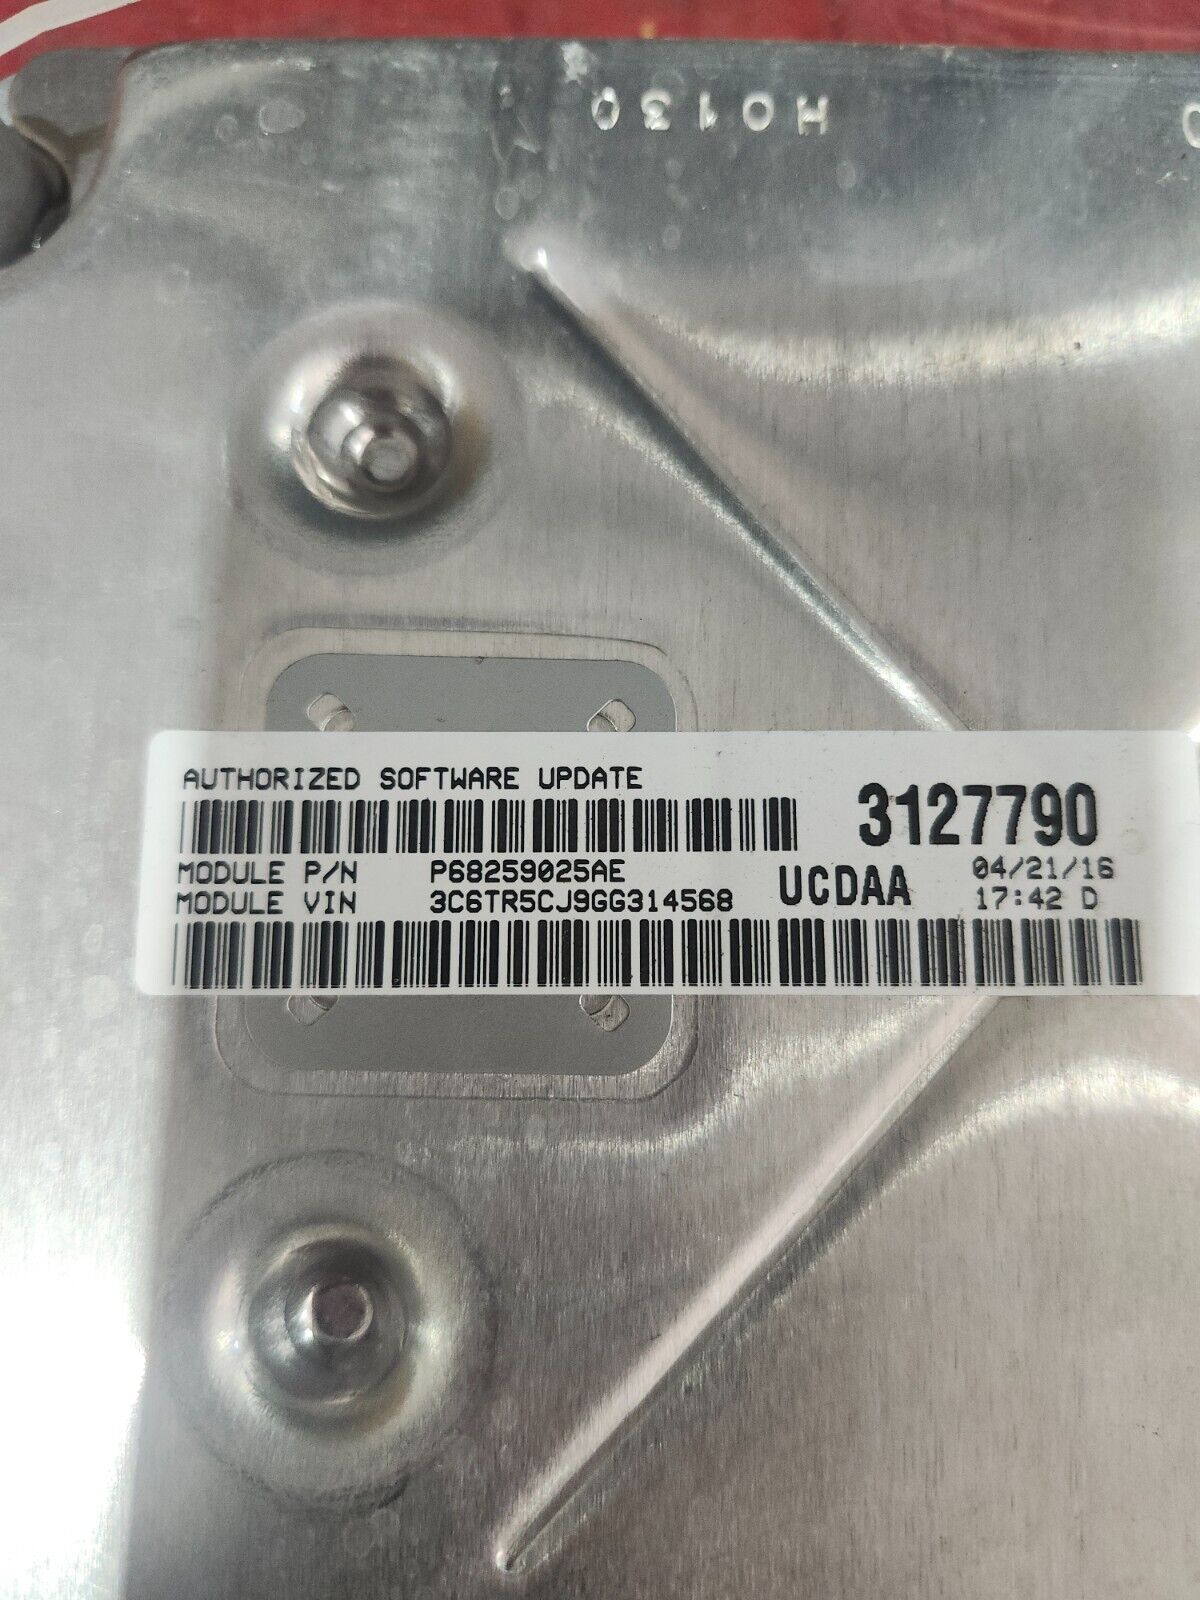 H0130
AUTHORIZED SOFTWARE UPDATE
3127790
MODULE P/N P68259025AE
MODULE VIN 3C6TR5CJ9GG314568
UCDAA
04/21/16
17:42 D